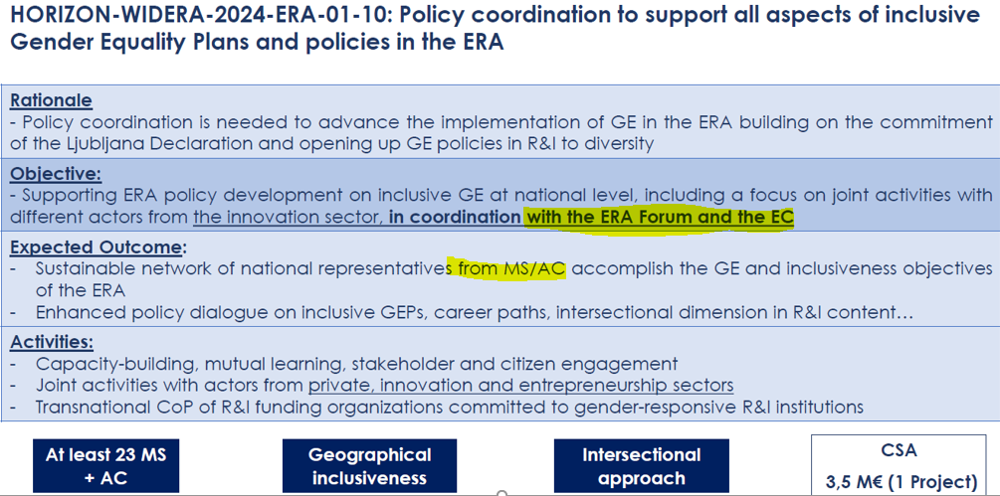 HORIZON-WIDERA-2024-ERA-01-10: Policy coordination to support all aspects of inclusive
Gender Equality Plans and policies in the ERA
Rationale
- Policy coordination is needed to advance the implementation of GE in the ERA building on the commitment
of the Ljubljana Declaration and opening up GE policies in R&I to diversity
Objective:
- Supporting ERA policy development on inclusive GE at national level, including a focus on joint activities with
different actors from the innovation sector, in coordination with the ERA Forum and the EC
Expected Outcome:
- Sustainable network of national representatives from MS/AC accomplish the GE and inclusiveness objectives
of the ERA
- Enhanced policy dialogue on inclusive GEPs, career paths, intersectional dimension in R&I content…
Activities:
- Capacity-building, mutual learning, stakeholder and citizen engagement
- Joint activities with actors from private, innovation and entrepreneurship sectors
- Transnational CoP of R&I funding organizations committed to gender-responsive R&I institutions
At least 23 MS
+ AC
Geographical
inclusiveness
Intersectional
approach
CSA
3,5 M€ (1 Project)